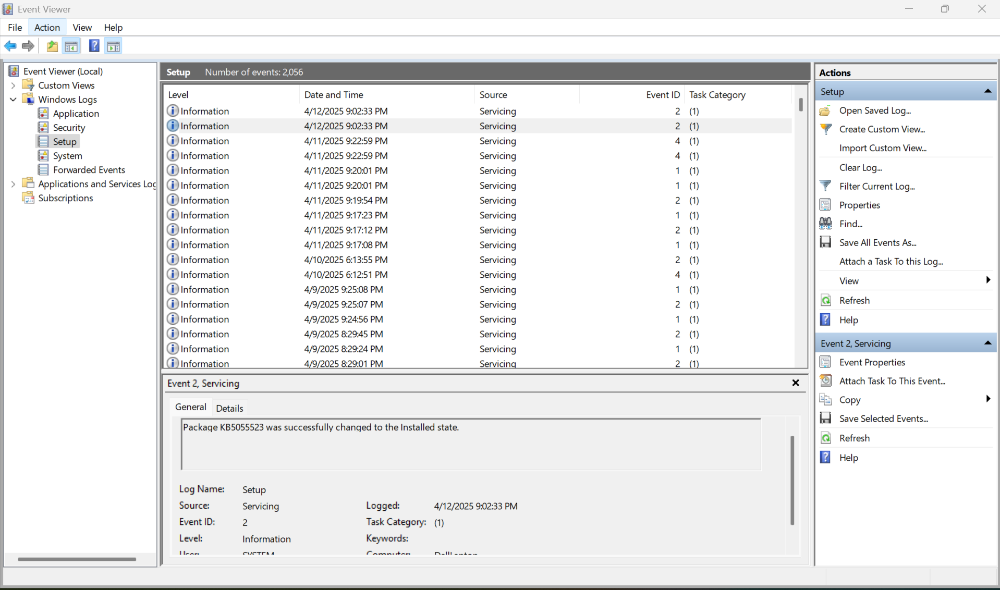 Event Viewer
File Action View Help
Event Viewer (Local)
Custom Views
Windows Logs
Application
Security
Setup
System
Forwarded Events
Applications and Services Log
Subscriptions
Setup Number of events: 2,056
Level Date and Time Source Event ID Task Category
Information 4/12/2025 9:02:33 PM Servicing 2 (1)
Information 4/12/2025 9:02:33 PM Servicing 2 (1)
Information 4/11/2025 9:22:59 PM Servicing 4 (1)
Information 4/11/2025 9:22:59 PM Servicing 4 (1)
Information 4/11/2025 9:20:01 PM Servicing 1 (1)
Information 4/11/2025 9:20:01 PM Servicing 1 (1)
Information 4/11/2025 9:19:54 PM Servicing 2 (1)
Information 4/11/2025 9:17:23 PM Servicing 1 (1)
Information 4/11/2025 9:17:12 PM Servicing 2 (1)
Information 4/11/2025 9:17:08 PM Servicing 1 (1)
Information 4/10/2025 6:13:55 PM Servicing 2 (1)
Information 4/10/2025 6:12:51 PM Servicing 4 (1)
Information 4/9/2025 9:25:08 PM Servicing 1 (1)
Information 4/9/2025 9:25:07 PM Servicing 2 (1)
Information 4/9/2025 9:24:56 PM Servicing 1 (1)
Information 4/9/2025 8:29:45 PM Servicing 2 (1)
Information 4/9/2025 8:29:24 PM Servicing 1 (1)
Information 4/9/2025 8:29:01 PM Servicing 2 (1)
Event 2, Servicing
General Details
Package KB5055523 was successfully changed to the Installed state.
Log Name: Setup
Source: Servicing Logged: 4/12/2025 9:02:33 PM
Event ID: 2 Task Category: (1)
Level: Information Keywords:
User: SYSTEM Computer: DellLaptop
Actions
Setup
Open Saved Log...
Create Custom View...
Import Custom View...
Clear Log...
Filter Current Log...
Properties
Find...
Save All Events As...
Attach a Task To this Log...
View
Refresh
Help
Event 2, Servicing
Event Properties
Attach Task To This Event...
Copy
Save Selected Events...
Refresh
Help